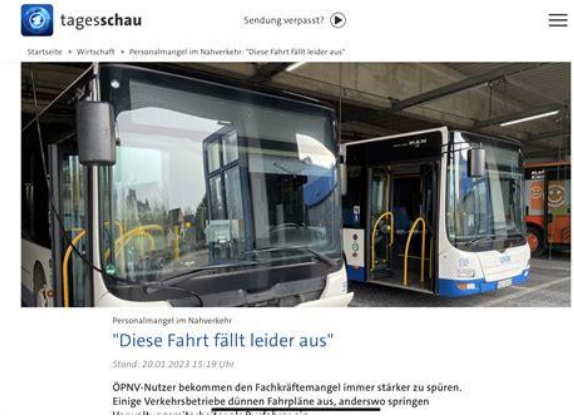 tagesschau
Sendung verpasst?
Startseite ▸ Wirtschaft ▸ Personalmangel im Nahverkehr: "Diese Fahrt fällt leider aus"
MAN
Personalmangel im Nahverkehr
"Diese Fahrt fällt leider aus"
Stand: 20.01.2023 15:19 Uhr
ÖPNV-Nutzer bekommen den Fachkräftemangel immer stärker zu spüren.
Einige Verkehrsbetriebe dünnen Fahrpläne aus, anderswo springen